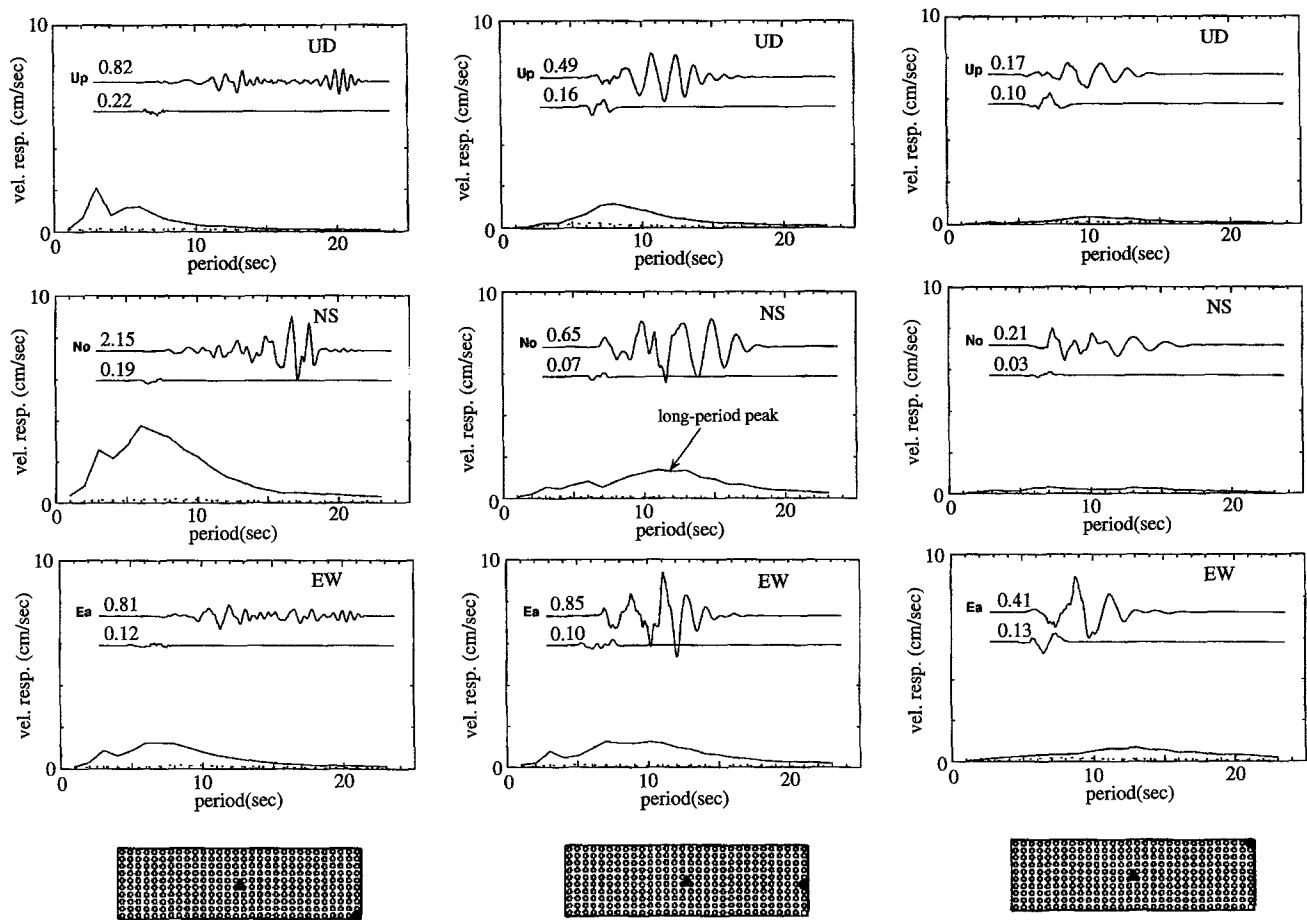 10
UD
Up 0.82
0.22
vel. resp. (cm/sec)
0
0 10 20
period(sec)
10
UD
Up 0.49
0.16
vel. resp. (cm/sec)
0
0 10 20
period(sec)
10
UD
Up 0.17
0.10
vel. resp. (cm/sec)
0
0 10 20
period(sec)
10
NS
No 2.15
0.19
vel. resp. (cm/sec)
0
0 10 20
period(sec)
10
NS
No 0.65
0.07
long-period peak
vel. resp. (cm/sec)
0
0 10 20
period(sec)
10
NS
No 0.21
0.03
vel. resp. (cm/sec)
0
0 10 20
period(sec)
10
EW
Ea 0.81
0.12
vel. resp. (cm/sec)
0
0 10 20
period(sec)
10
EW
Ea 0.85
0.10
vel. resp. (cm/sec)
0
0 10 20
period(sec)
10
EW
Ea 0.41
0.13
vel. resp. (cm/sec)
0
0 10 20
period(sec)